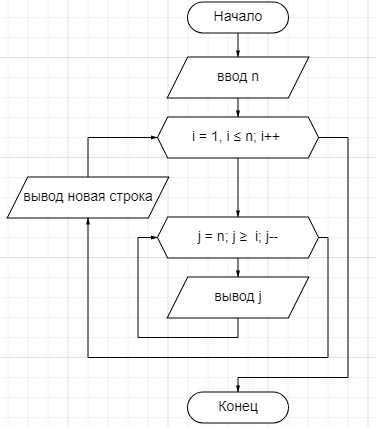 Начало
ввод n
i = 1, i ≤ n; i++
вывод новая строка
j = n; j ≥ i; j--
вывод j
Конец